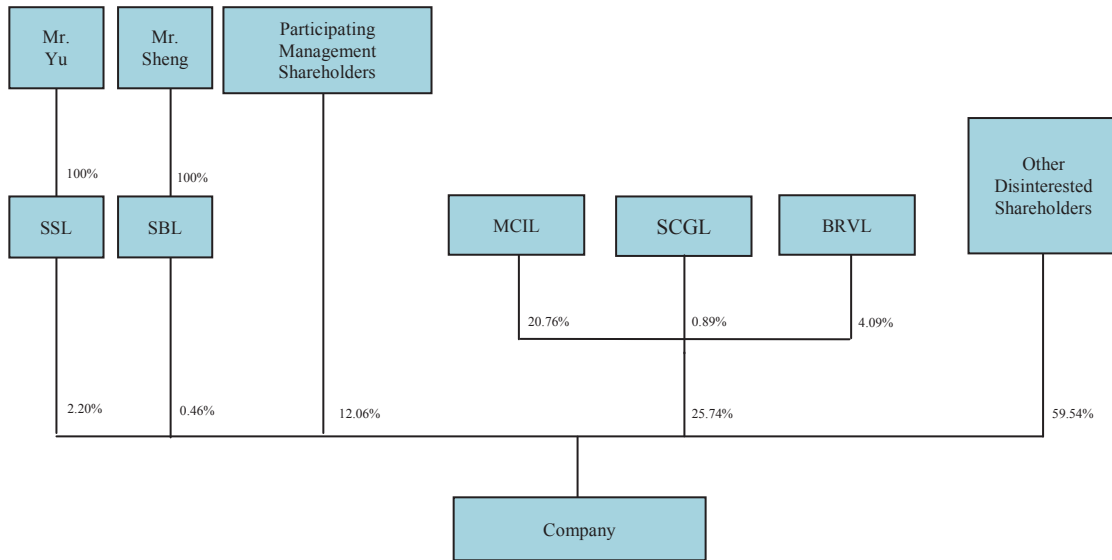 Mr.
Yu
Mr.
Sheng
Participating
Management
Shareholders
Other
Disinterested
Shareholders
100%
100%
SSL
SBL
MCIL
SCGL
BRVL
20.76%
0.89%
4.09%
2.20%
0.46%
12.06%
25.74%
59.54%
Company